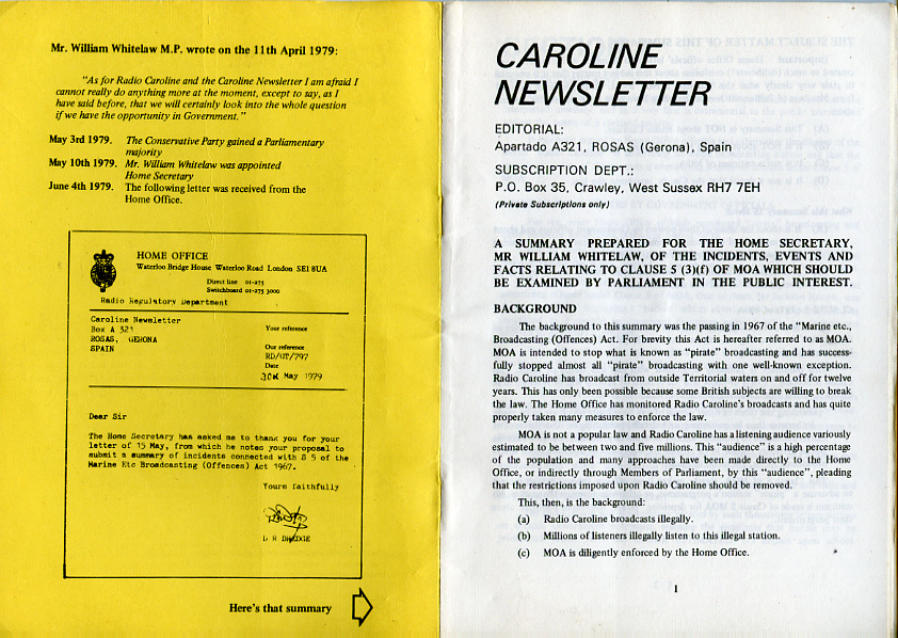 Mr. William Whitelaw M.P. wrote on the 11th April 1979:
"As for Radio Caroline and the Caroline Newsletter I am afraid I
cannot really do anything more at the moment, except to say, as I
have said before, that we will certainly look into the whole question
if we have the opportunity in Government."
May 3rd 1979. The Conservative Party gained a Parliamentary
majority
May 10th 1979. Mr. William Whitelaw was appointed
Home Secretary
June 4th 1979. The following letter was received from the
Home Office.
HOME OFFICE
Waterloo Bridge House Waterloo Road London SE1 8UA
Direct line 01-275
Switchboard 01-275 3000
Radio Regulatory Department
Caroline Newsletter
Box A 321
ROSAS, GERONA
SPAIN
Your reference
Our reference
RD/OT/797
Date
30th May 1979
Dear Sir
The Home Secretary has asked me to thank you for your
letter of 15 May, from which he notes your proposal to
submit a summary of incidents connected with S 5 of the
Marine Etc Broadcasting (Offences) Act 1967.
Yours faithfully
Here's that summary
CAROLINE
NEWSLETTER
EDITORIAL:
Apartado A321, ROSAS (Gerona), Spain
SUBSCRIPTION DEPT.:
P.O. Box 35, Crawley, West Sussex RH7 7EH
(Private Subscriptions only)
A SUMMARY PREPARED FOR THE HOME SECRETARY,
MR WILLIAM WHITELAW, OF THE INCIDENTS, EVENTS AND
FACTS RELATING TO CLAUSE 5 (3)(f) OF MOA WHICH SHOULD
BE EXAMINED BY PARLIAMENT IN THE PUBLIC INTEREST.
BACKGROUND
The background to this summary was the passing in 1967 of the "Marine etc.,
Broadcasting (Offences) Act. For brevity this Act is hereafter referred to as MOA.
MOA is intended to stop what is known as "pirate" broadcasting and has success-
fully stopped almost all "pirate" broadcasting with one well-known exception.
Radio Caroline has broadcast from outside Territorial waters on and off for twelve
years. This has only been possible because some British subjects are willing to break
the law. The Home Office has monitored Radio Caroline's broadcasts and has quite
properly taken many measures to enforce the law.
MOA is not a popular law and Radio Caroline has a listening audience variously
estimated to be between two and five millions. This "audience" is a high percentage
of the population and many approaches have been made directly to the Home
Office, or indirectly through Members of Parliament, by this "audience", pleading
that the restrictions imposed upon Radio Caroline should be removed.
This, then, is the background:
(a) Radio Caroline broadcasts illegally.
(b) Millions of listeners illegally listen to this illegal station.
(c) MOA is diligently enforced by the Home Office.
1